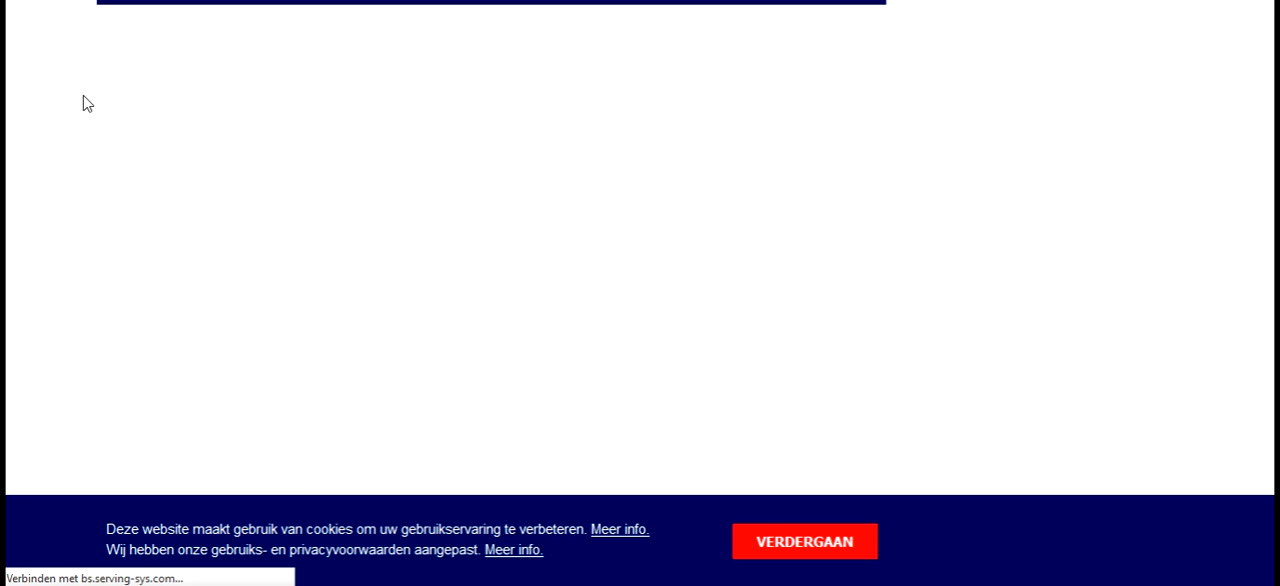 Deze website maakt gebruik van cookies om uw gebruikservaring te verbeteren. Meer info.
Wij hebben onze gebruiks- en privacyvoorwaarden aangepast. Meer info.
VERDERGAAN
Verbinden met bs.serving-sys.com...